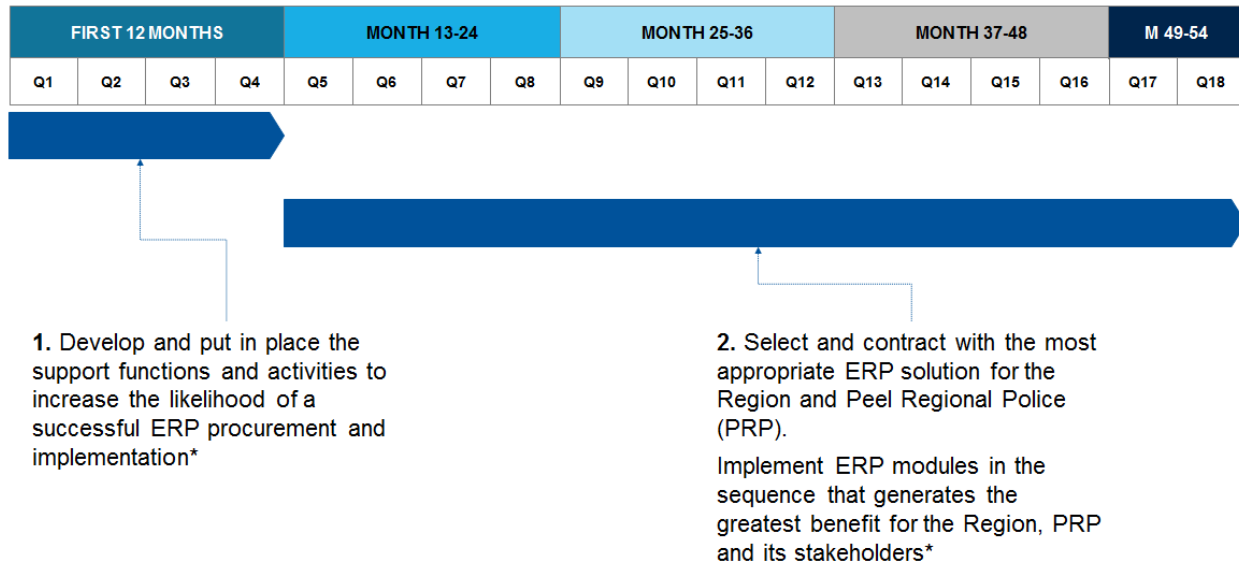 FIRST 12 MONTHS MONTH 13-24 MONTH 25-36 MONTH 37-48 M 49-54
Q1 Q2 Q3 Q4 Q5 Q6 Q7 Q8 Q9 Q10 Q11 Q12 Q13 Q14 Q15 Q16 Q17 Q18
1. Develop and put in place the
support functions and activities to
increase the likelihood of a
successful ERP procurement and
implementation*
2. Select and contract with the most
appropriate ERP solution for the
Region and Peel Regional Police
(PRP).
Implement ERP modules in the
sequence that generates the
greatest benefit for the Region, PRP
and its stakeholders*